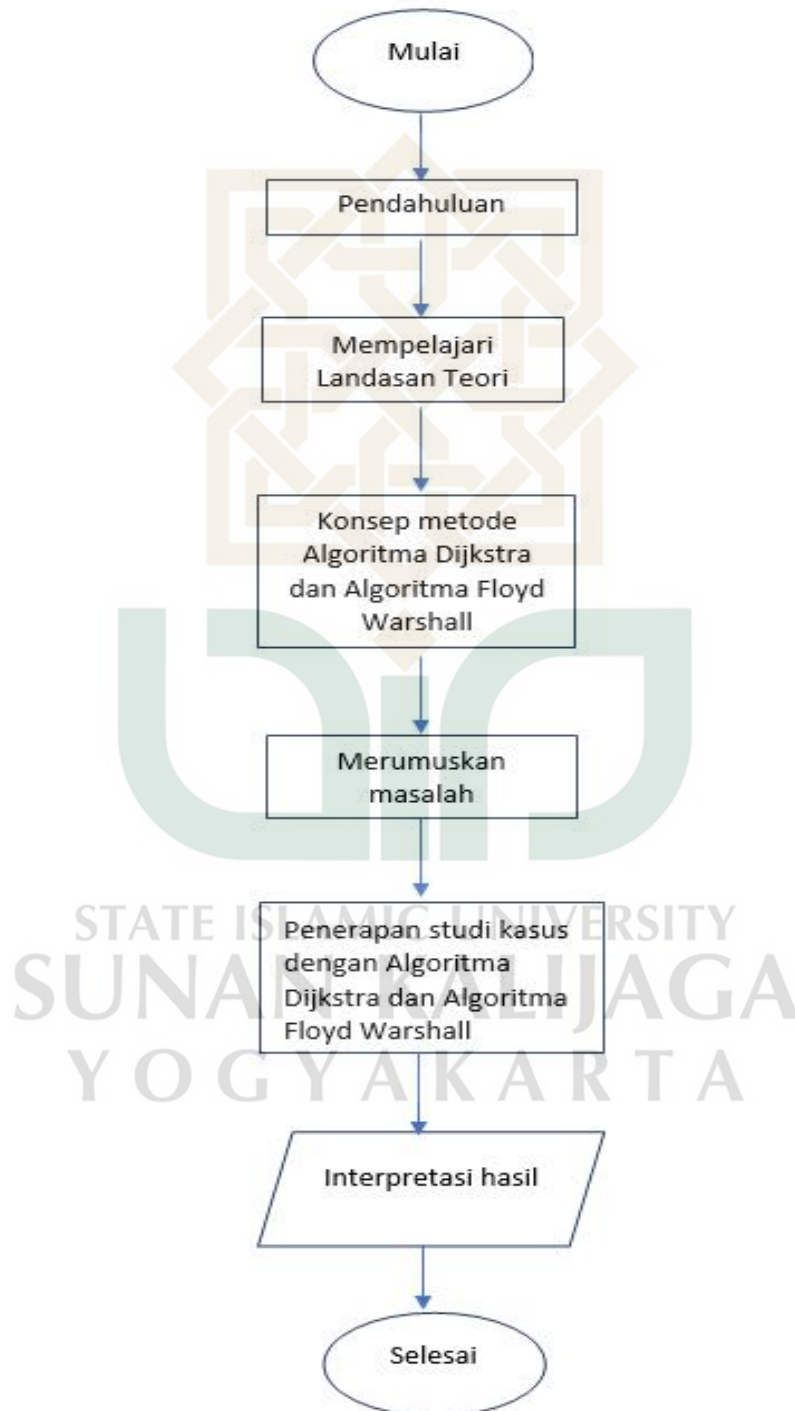 Mulai
Pendahuluan
Mempelajari
Landasan Teori
Konsep metode
Algoritma Dijkstra
dan Algoritma Floyd
Warshall
Merumuskan
masalah
STATE ISLAMIC UNIVERSITY
SUNAN KALIJAGA
YOGYAKARTA
Penerapan studi kasus
dengan Algoritma
Dijkstra dan Algoritma
Floyd Warshall
Interpretasi hasil
Selesai